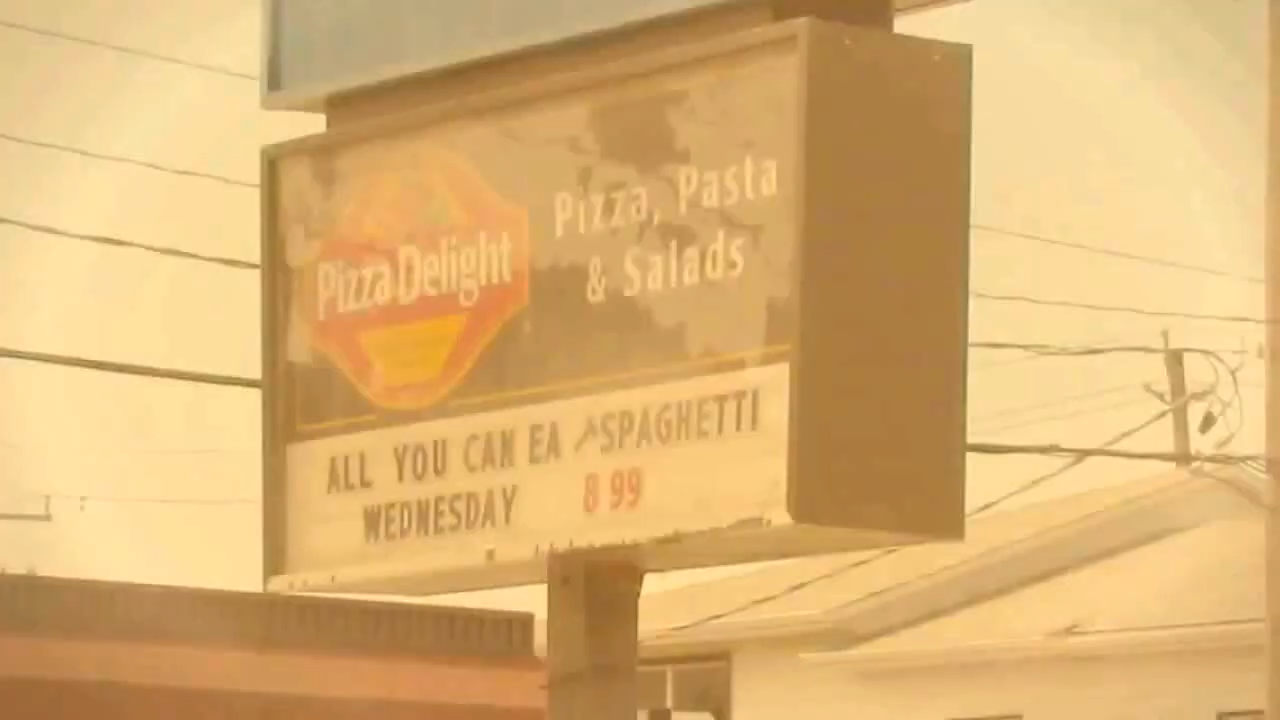 Pizza Delight
Pizza, Pasta
& Salads
ALL YOU CAN EA SPAGHETTI
WEDNESDAY 8 99